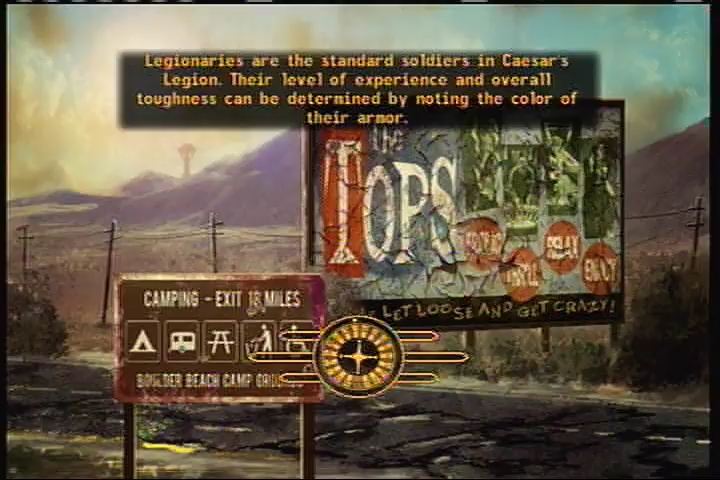 Legionaries are the standard soldiers in Caesar's
Legion. Their level of experience and overall
toughness can be determined by noting the color of
their armor.
the
TOPS
RELAX
ENJOY
LET LOOSE AND GET CRAZY!
CAMPING - EXIT 18 MILES
BOULDER BEACH CAMP